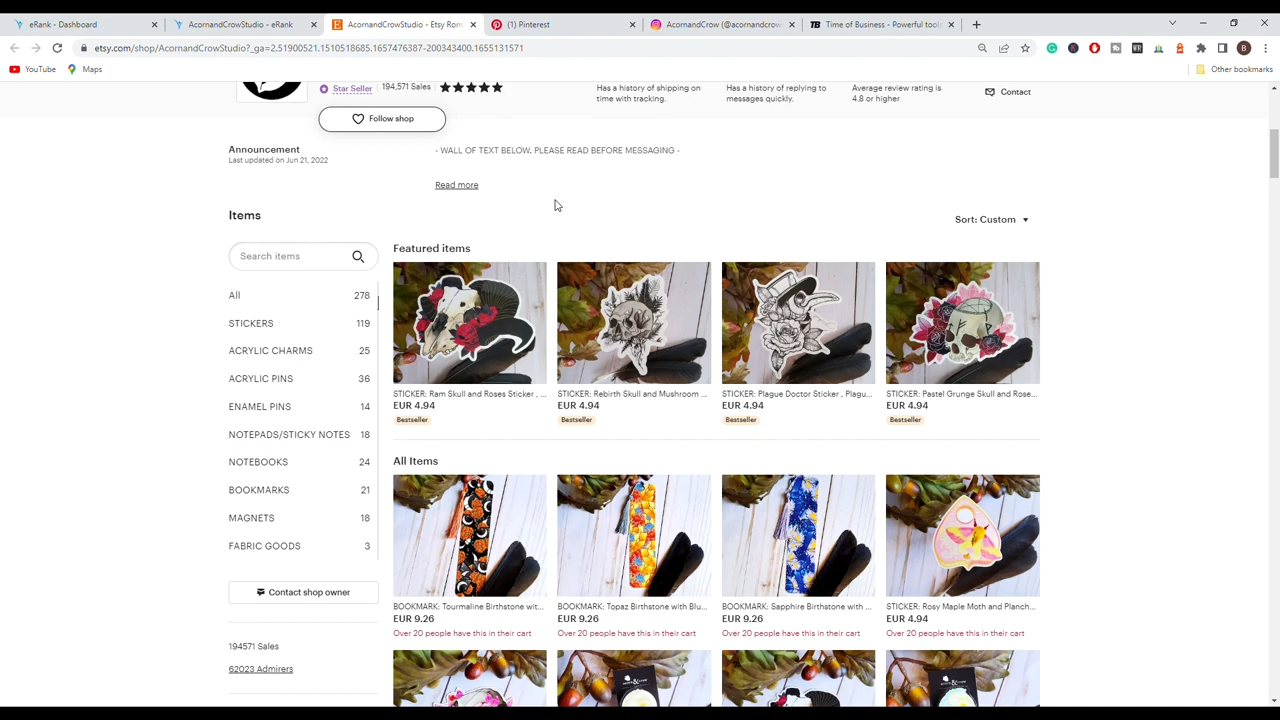 eRank - Dashboard
AcornandCrowStudio - eRank
AcornandCrowStudio - Etsy Rom
(1) Pinterest
AcornandCrow (@acorndcrow
Time of Business - Powerful tools
etsy.com/shop/AcornandCrowStudio?_ga=2.51900521.1510518685.1657476387-200343400.1655131571
YouTube
Maps
Other bookmarks
Star Seller
194,571 Sales
Has a history of shipping on time with tracking.
Has a history of replying to messages quickly.
Average review rating is 4.8 or higher
Contact
Follow shop
Announcement
Last updated on Jun 21, 2022
- WALL OF TEXT BELOW. PLEASE READ BEFORE MESSAGING -
Read more
Items
Sort: Custom
Search items
Featured items
All 278
STICKERS 119
ACRYLIC CHARMS 25
ACRYLIC PINS 36
ENAMEL PINS 14
NOTEPADS/STICKY NOTES 18
NOTEBOOKS 24
BOOKMARKS 21
MAGNETS 18
FABRIC GOODS 3
STICKER: Ram Skull and Roses Sticker , ...
EUR 4.94
Bestseller
STICKER: Rebirth Skull and Mushroom ...
EUR 4.94
Bestseller
STICKER: Plague Doctor Sticker , Plagu...
EUR 4.94
Bestseller
STICKER: Pastel Grunge Skull and Rose...
EUR 4.94
Bestseller
All Items
BOOKMARK: Tourmaline Birthstone wit...
EUR 9.26
Over 20 people have this in their cart
BOOKMARK: Topaz Birthstone with Blu...
EUR 9.26
Over 20 people have this in their cart
BOOKMARK: Sapphire Birthstone with ...
EUR 9.26
Over 20 people have this in their cart
STICKER: Rosy Maple Moth and Planch...
EUR 4.94
Over 20 people have this in their cart
Contact shop owner
194571 Sales
62023 Admirers